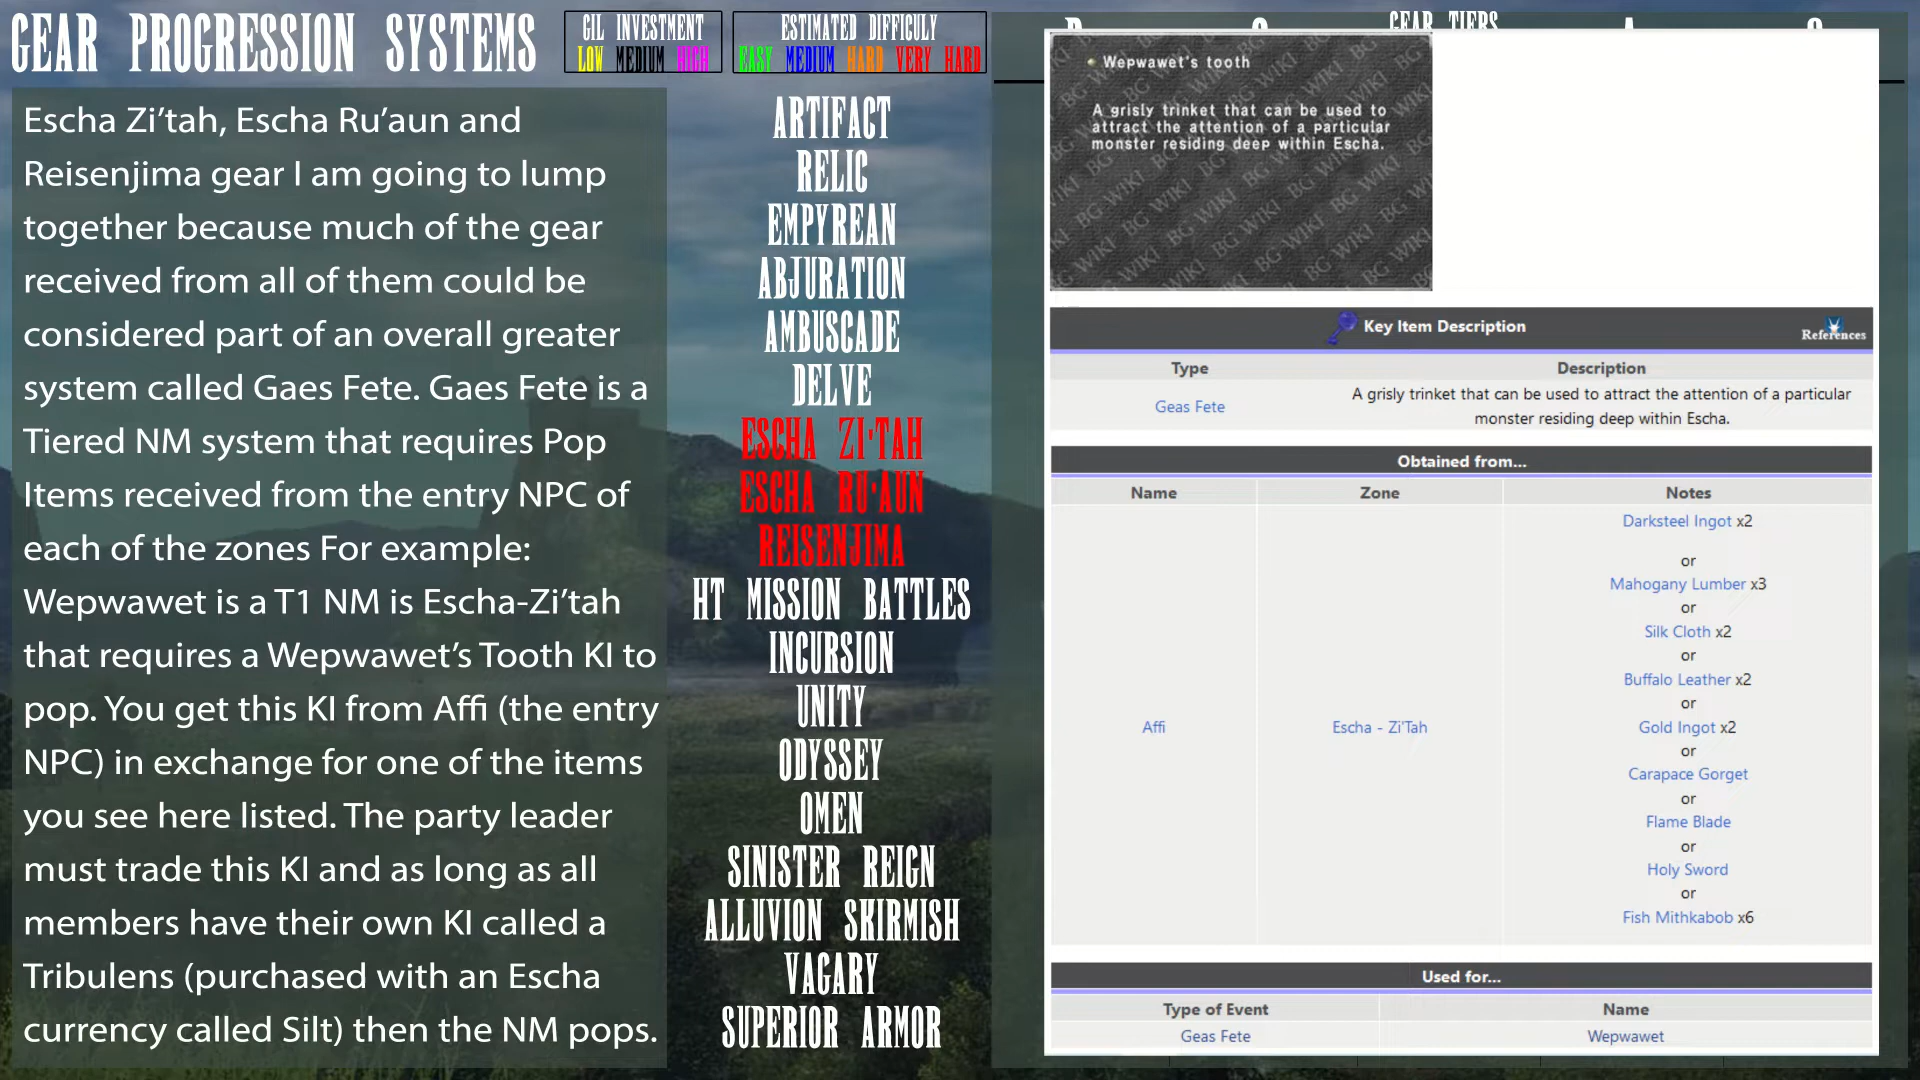 GEAR PROGRESSION SYSTEMS
GIL INVESTMENT
LOW MEDIUM HIGH
ESTIMATED DIFFICULY
EASY MEDIUM HARD VERY HARD
GEAR TIERS
Escha Zi’tah, Escha Ru’aun and
Reisenjima gear I am going to lump
together because much of the gear
received from all of them could be
considered part of an overall greater
system called Gaes Fete. Gaes Fete is a
Tiered NM system that requires Pop
Items received from the entry NPC of
each of the zones For example:
Wepwawet is a T1 NM is Escha-Zi’tah
that requires a Wepwawet’s Tooth KI to
pop. You get this KI from Affi (the entry
NPC) in exchange for one of the items
you see here listed. The party leader
must trade this KI and as long as all
members have their own KI called a
Tribulens (purchased with an Escha
currency called Silt) then the NM pops.
ARTIFACT
RELIC
EMPYREAN
ABJURATION
AMBUSCADE
DELVE
ESCHA ZI'TAH
ESCHA RU'AUN
REISENJIMA
HT MISSION BATTLES
INCURSION
UNITY
ODYSSEY
OMEN
SINISTER REIGN
ALLUVION SKIRMISH
VAGARY
SUPERIOR ARMOR
Wepwawet's tooth
A grisly trinket that can be used to
attract the attention of a particular
monster residing deep within Escha.
BG WIKI
Key Item Description
References
Type Description
Geas Fete A grisly trinket that can be used to attract the attention of a particular
monster residing deep within Escha.
Obtained from...
Name Zone Notes
Affi Escha - Zi'Tah
Darksteel Ingot x2
or
Mahogany Lumber x3
or
Silk Cloth x2
or
Buffalo Leather x2
or
Gold Ingot x2
or
Carapace Gorget
or
Flame Blade
or
Holy Sword
or
Fish Mithkabob x6
Used for...
Type of Event Name
Geas Fete Wepwawet